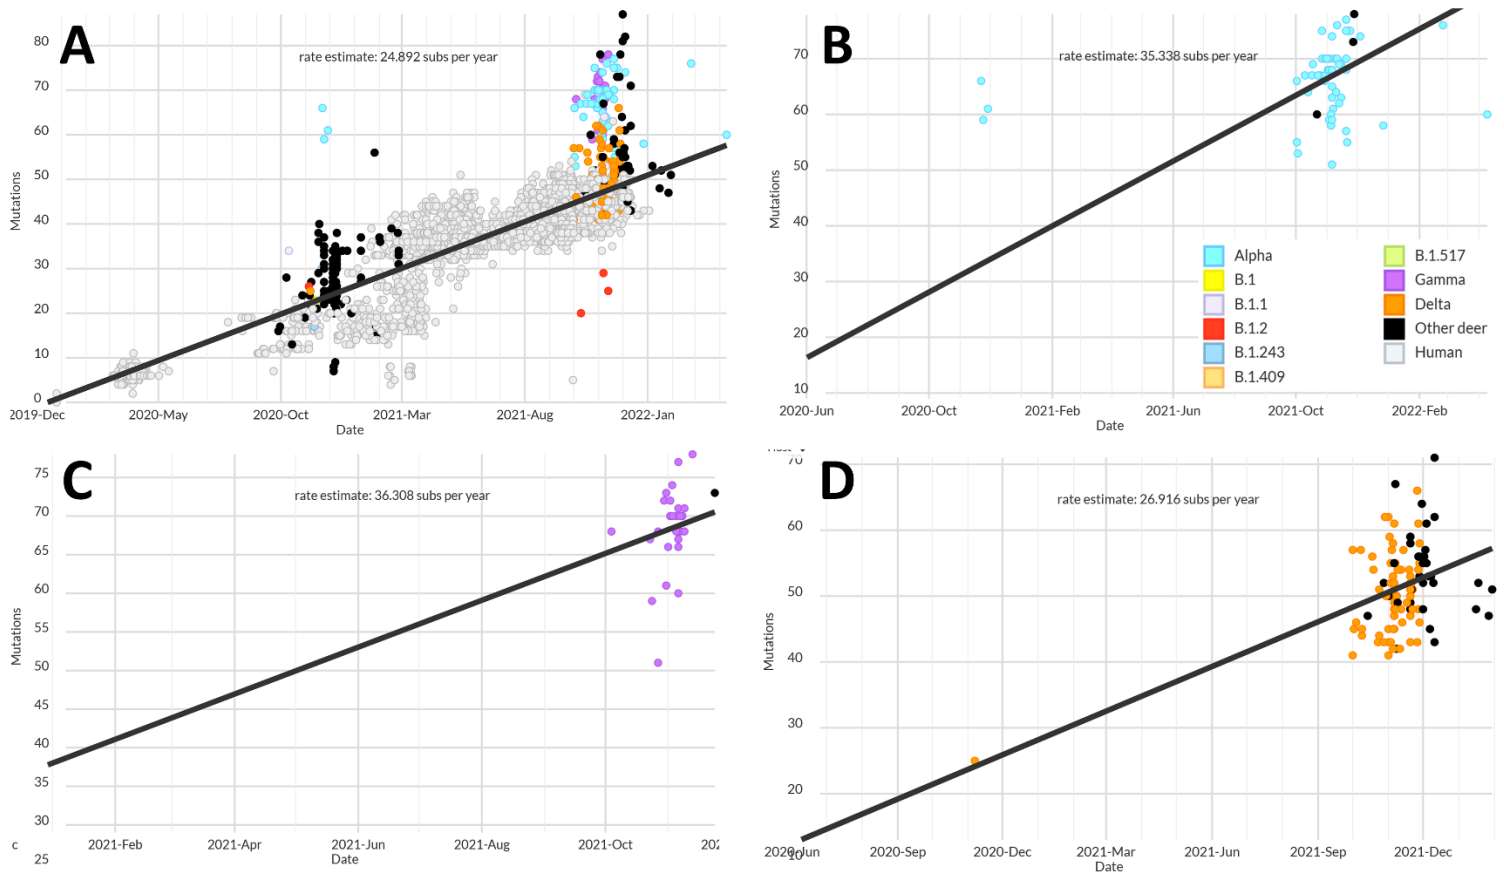 A
rate estimate: 24.892 subs per year
80
70
60
50
40
30
20
10
0
Mutations
2019-Dec
2020-May
2020-Oct
2021-Mar
2021-Aug
2022-Jan
Date
B
rate estimate: 35.338 subs per year
70
60
50
40
30
20
10
Mutations
Alpha
B.1
B.1.1
B.1.2
B.1.243
B.1.409
B.1.517
Gamma
Delta
Other deer
Human
2020-Jun
2020-Oct
2021-Feb
2021-Jun
2021-Oct
2022-Feb
Date
C
rate estimate: 36.308 subs per year
75
70
65
60
55
50
45
40
35
30
25
Mutations
c
2021-Feb
2021-Apr
2021-Jun
2021-Aug
2021-Oct
202
Date
D
rate estimate: 26.916 subs per year
70
60
50
40
30
20
10
Mutations
2020-Jun
2020-Sep
2020-Dec
2021-Mar
2021-Jun
2021-Sep
2021-Dec
Date